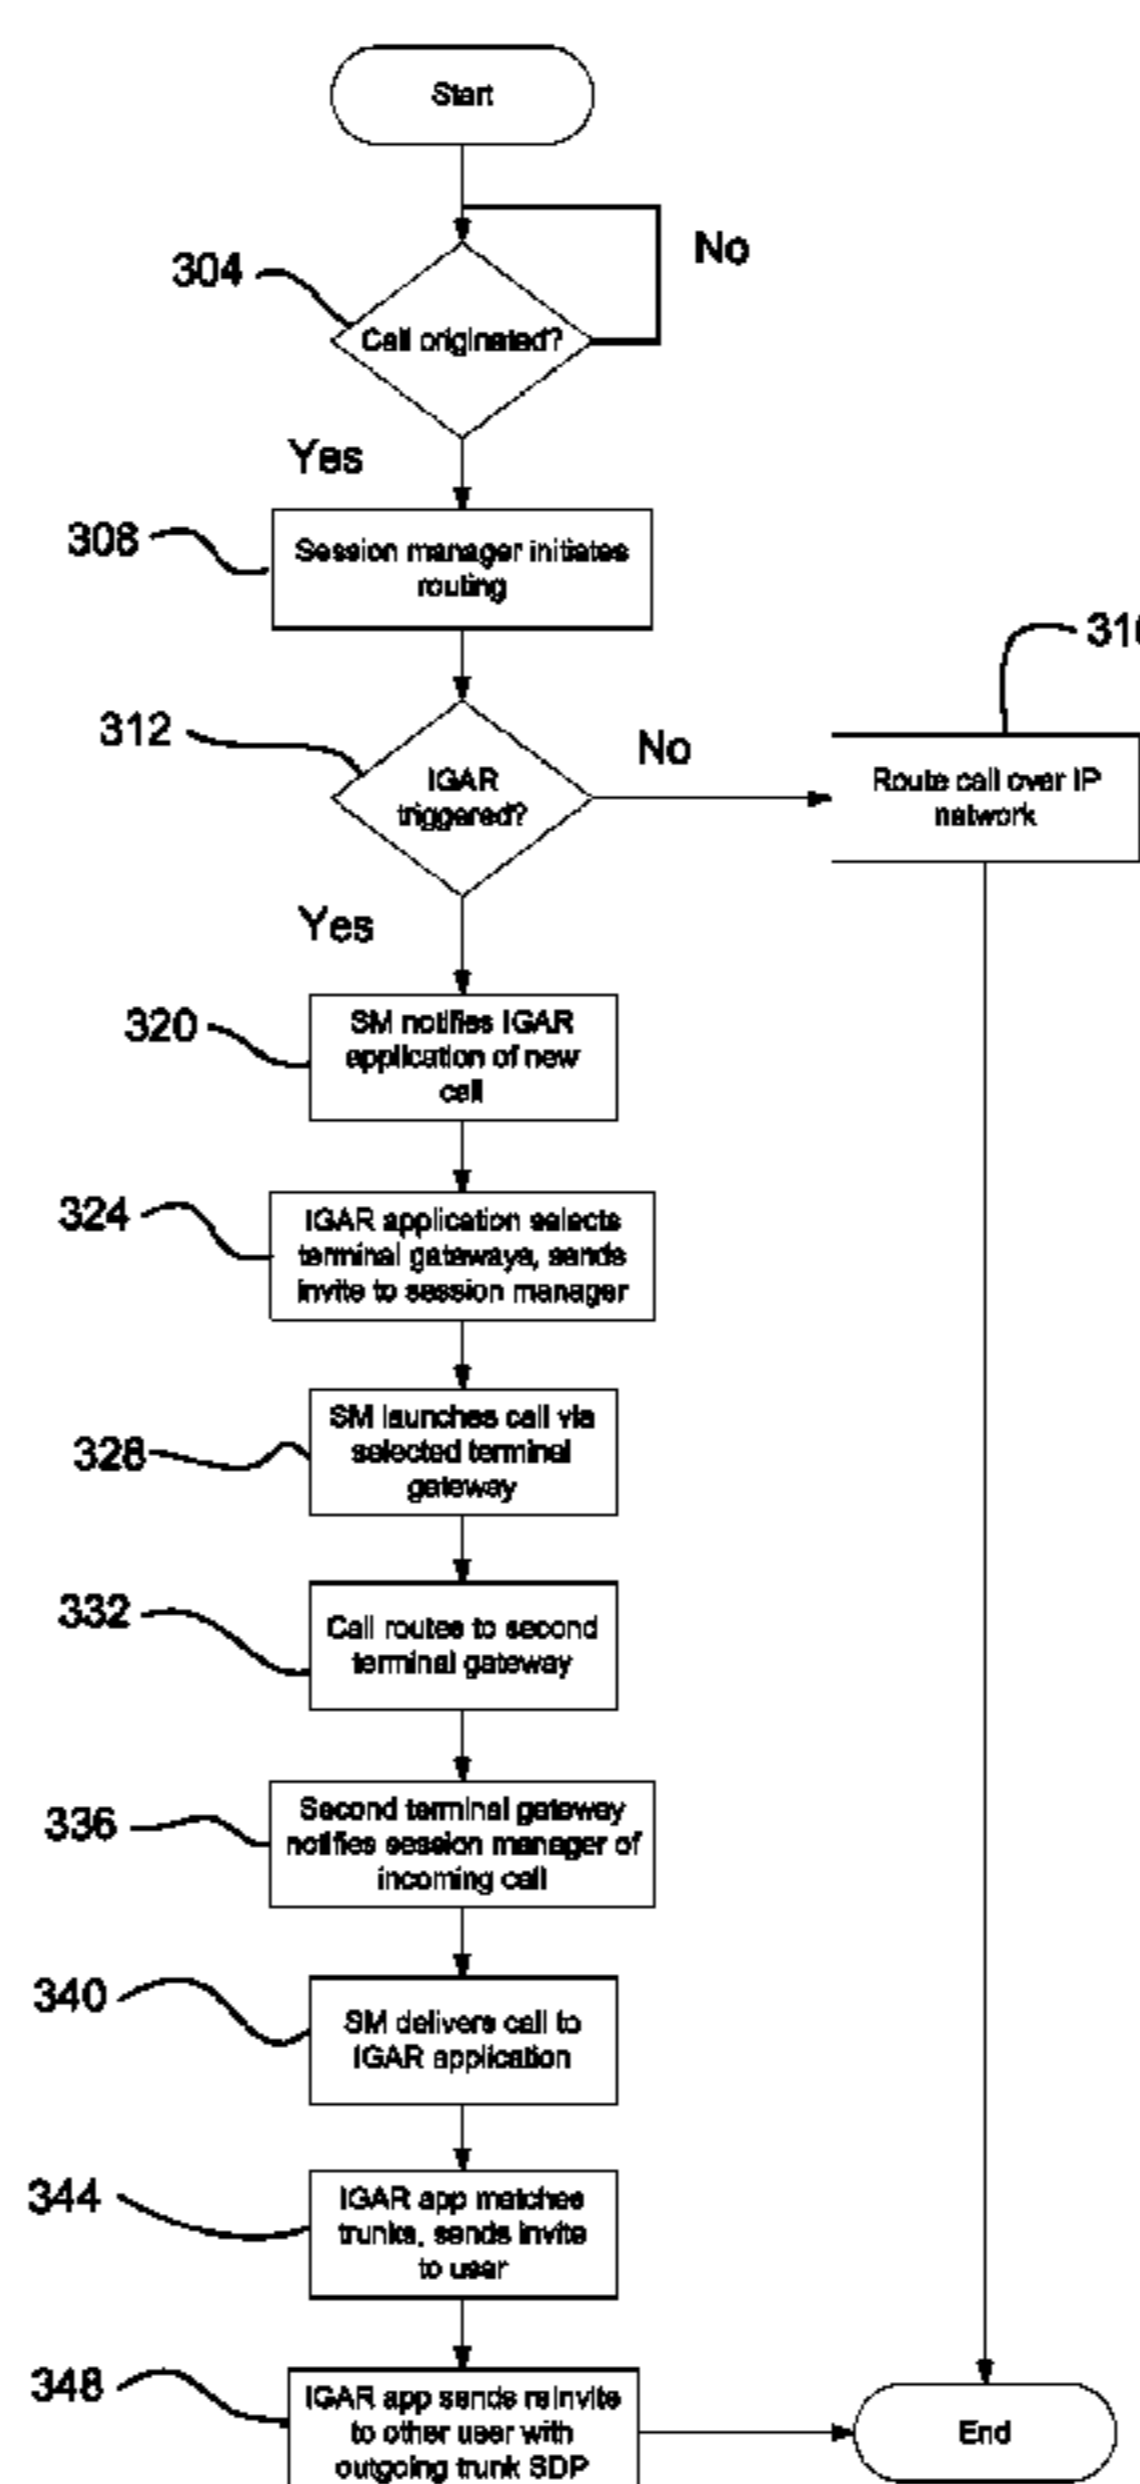 Start
No
304
Call originated?
Yes
308
Session manager initiates
routing
312
IGAR
triggered?
No
Route call over IP
network
Yes
320
SM notifies IGAR
application of new
call
324
IGAR application selects
terminal gateways, sends
invite to session manager
328
SM launches call via
selected terminal
gateway
332
Call routes to second
terminal gateway
336
Second terminal gateway
notifies session manager of
incoming call
340
SM delivers call to
IGAR application
344
IGAR app matches
trunks, sends invite
to user
348
IGAR app sends reinvite
to other user with
outgoing trunk SDP
End